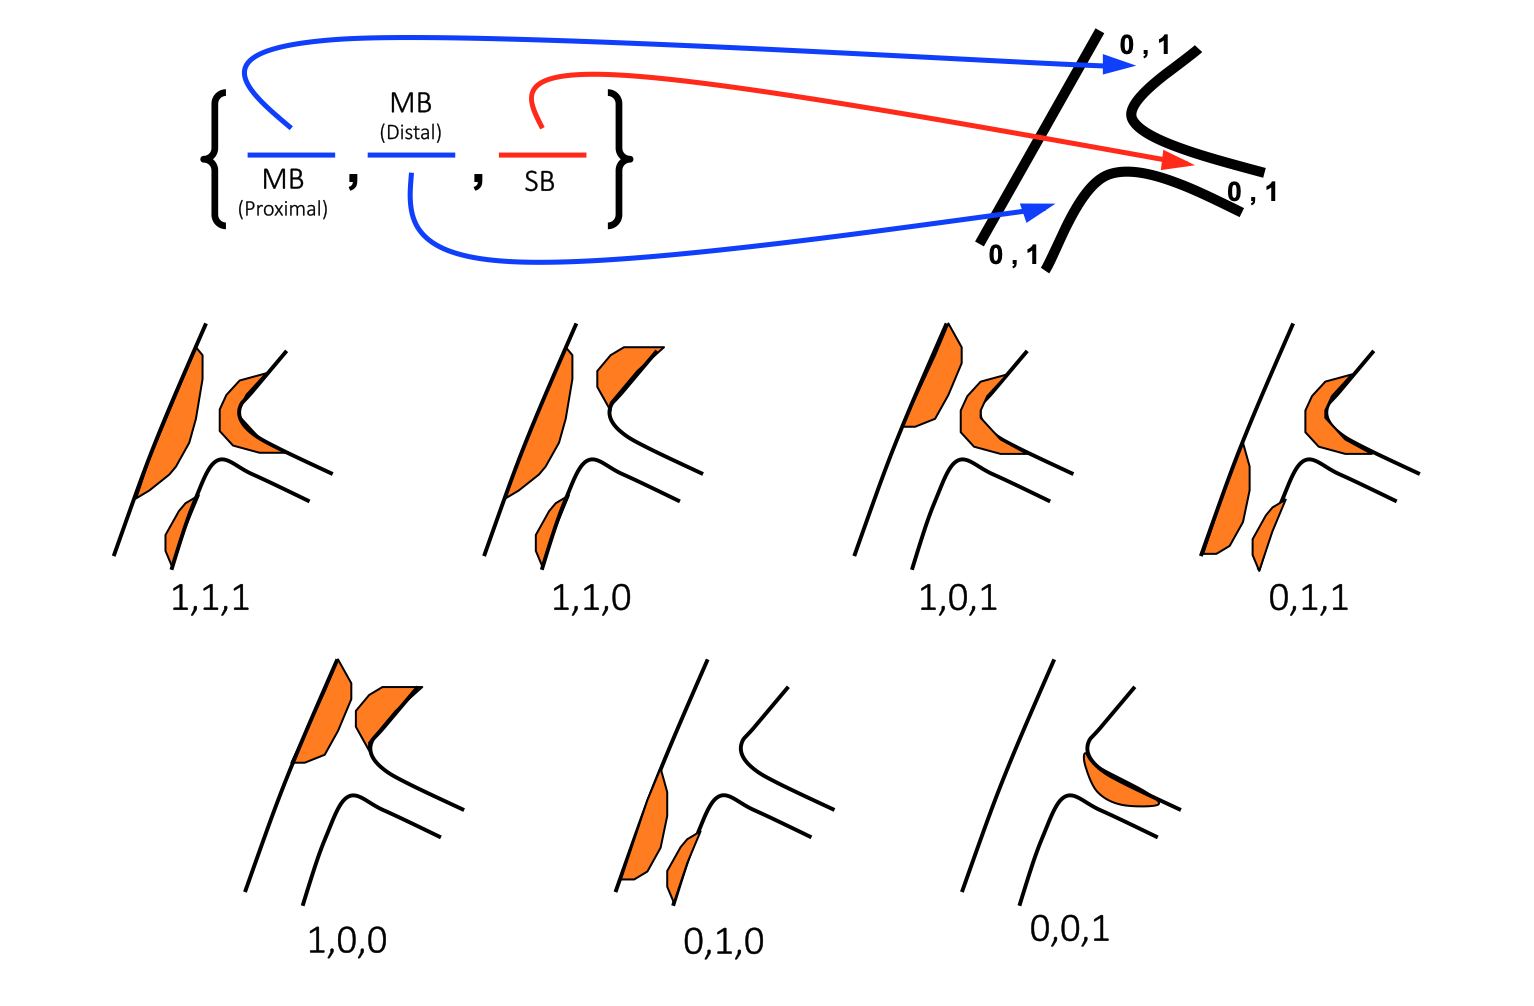 0 , 1
MB
(Distal)
{ , , }
MB
(Proximal)
SB
0 , 1
0 , 1
1,1,1
1,1,0
1,0,1
0,1,1
1,0,0
0,1,0
0,0,1